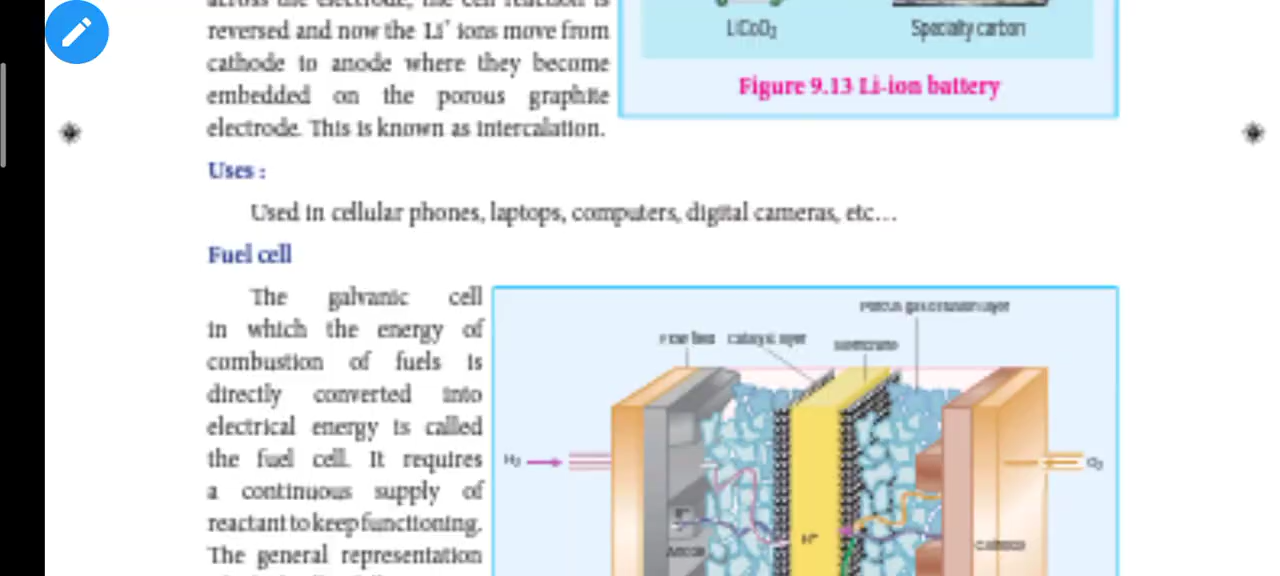 reversed and now the Li⁺ ions move from
cathode to anode where they become
embedded on the porous graphite
electrode. This is known as intercalation.
LiCoO₂
Specialty carbon
Figure 9.13 Li-ion battery
Uses :
Used in cellular phones, laptops, computers, digital cameras, etc…
Fuel cell
The galvanic cell
in which the energy of
combustion of fuels is
directly converted into
electrical energy is called
the fuel cell. It requires
a continuous supply of
reactant to keep functioning.
The general representation
Catalyst layer
H₂
O₂
H⁺
Anode
Cathode